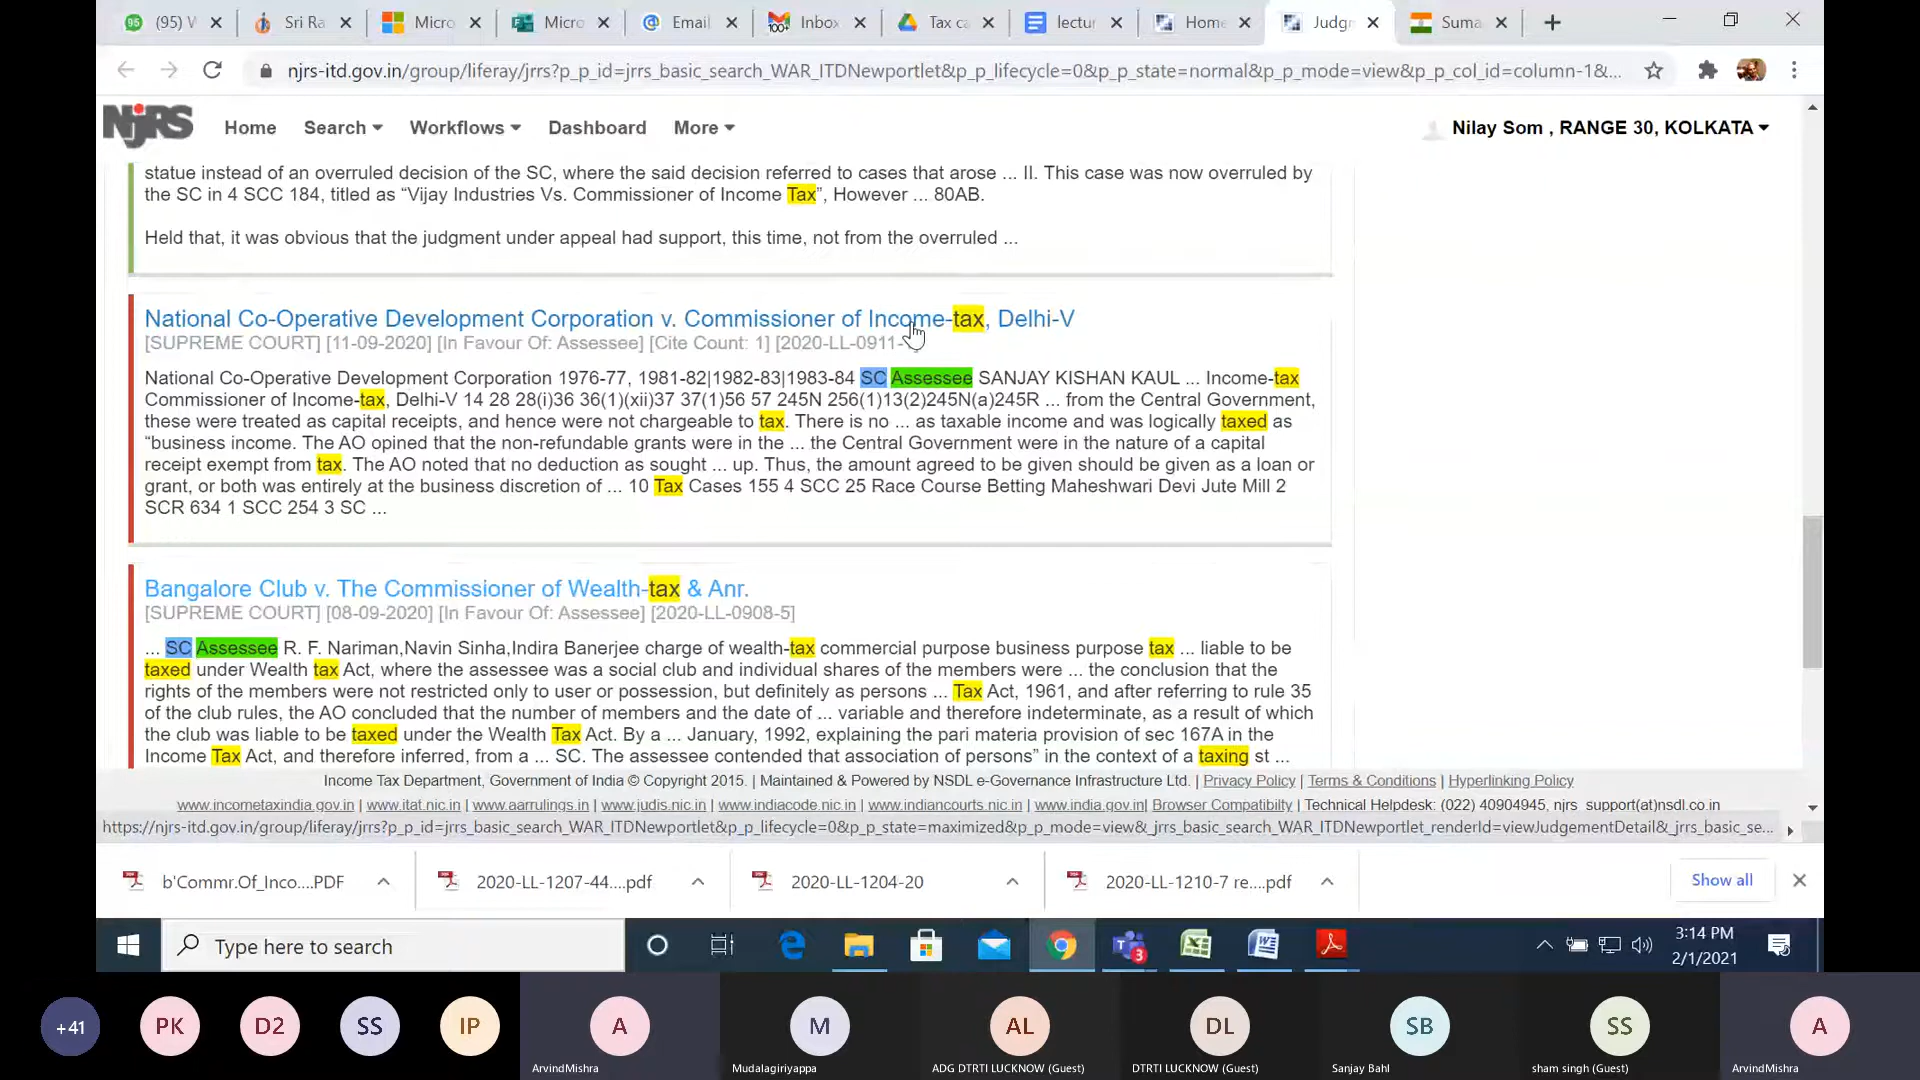 (95) W
Sri Ra
Micro
Micro
Email
Inbox
Tax ca
lectur
Home
Judgm
Suma
njrs-itd.gov.in/group/liferay/jrrs?p_p_id=jrrs_basic_search_WAR_ITDNewportlet&p_p_lifecycle=0&p_p_state=normal&p_p_mode=view&p_p_col_id=column-1&...
NJRS
Home
Search
Workflows
Dashboard
More
Nilay Som , RANGE 30, KOLKATA
statue instead of an overruled decision of the SC, where the said decision referred to cases that arose ... II. This case was now overruled by
the SC in 4 SCC 184, titled as “Vijay Industries Vs. Commissioner of Income Tax”, However ... 80AB.
Held that, it was obvious that the judgment under appeal had support, this time, not from the overruled ...
National Co-Operative Development Corporation v. Commissioner of Income-tax, Delhi-V
[SUPREME COURT] [11-09-2020] [In Favour Of: Assessee] [Cite Count: 1] [2020-LL-0911-
National Co-Operative Development Corporation 1976-77, 1981-82|1982-83|1983-84 SC Assessee SANJAY KISHAN KAUL ... Income-tax
Commissioner of Income-tax, Delhi-V 14 28 28(i)36 36(1)(xii)37 37(1)56 57 245N 256(1)13(2)245N(a)245R ... from the Central Government,
these were treated as capital receipts, and hence were not chargeable to tax. There is no ... as taxable income and was logically taxed as
“business income. The AO opined that the non-refundable grants were in the ... the Central Government were in the nature of a capital
receipt exempt from tax. The AO noted that no deduction as sought ... up. Thus, the amount agreed to be given should be given as a loan or
grant, or both was entirely at the business discretion of ... 10 Tax Cases 155 4 SCC 25 Race Course Betting Maheshwari Devi Jute Mill 2
SCR 634 1 SCC 254 3 SC ...
Bangalore Club v. The Commissioner of Wealth-tax & Anr.
[SUPREME COURT] [08-09-2020] [In Favour Of: Assessee] [2020-LL-0908-5]
... SC Assessee R. F. Nariman,Navin Sinha,Indira Banerjee charge of wealth-tax commercial purpose business purpose tax ... liable to be
taxed under Wealth tax Act, where the assessee was a social club and individual shares of the members were ... the conclusion that the
rights of the members were not restricted only to user or possession, but definitely as persons ... Tax Act, 1961, and after referring to rule 35
of the club rules, the AO concluded that the number of members and the date of ... variable and therefore indeterminate, as a result of which
the club was liable to be taxed under the Wealth Tax Act. By a ... January, 1992, explaining the pari materia provision of sec 167A in the
Income Tax Act, and therefore inferred, from a ... SC. The assessee contended that association of persons” in the context of a taxing st ...
Income Tax Department, Government of India © Copyright 2015. | Maintained & Powered by NSDL e-Governance Infrastructure Ltd. | Privacy Policy | Terms & Conditions | Hyperlinking Policy
www.incometaxindia.gov.in | www.itat.nic.in | www.aarrulings.in | www.judis.nic.in | www.indiacode.nic.in | www.indiancourts.nic.in | www.india.gov.in| Browser Compatibilty | Technical Helpdesk: (022) 40904945, njrs_support(at)nsdl.co.in
https://njrs-itd.gov.in/group/liferay/jrrs?p_p_id=jrrs_basic_search_WAR_ITDNewportlet&p_p_lifecycle=0&p_p_state=maximized&p_p_mode=view&_jrrs_basic_search_WAR_ITDNewportlet_renderId=viewJudgementDetail&_jrrs_basic_se...
b'Commr.Of_Inco....PDF
2020-LL-1207-44....pdf
2020-LL-1204-20
2020-LL-1210-7 re....pdf
Show all
Type here to search
3
3:14 PM
2/1/2021
+41
PK
D2
SS
IP
A
ArvindMishra
M
Mudalagiriyappa
AL
ADG DTRTI LUCKNOW (Guest)
DL
DTRTI LUCKNOW (Guest)
SB
Sanjay Bahl
SS
sham singh (Guest)
A
ArvindMishra